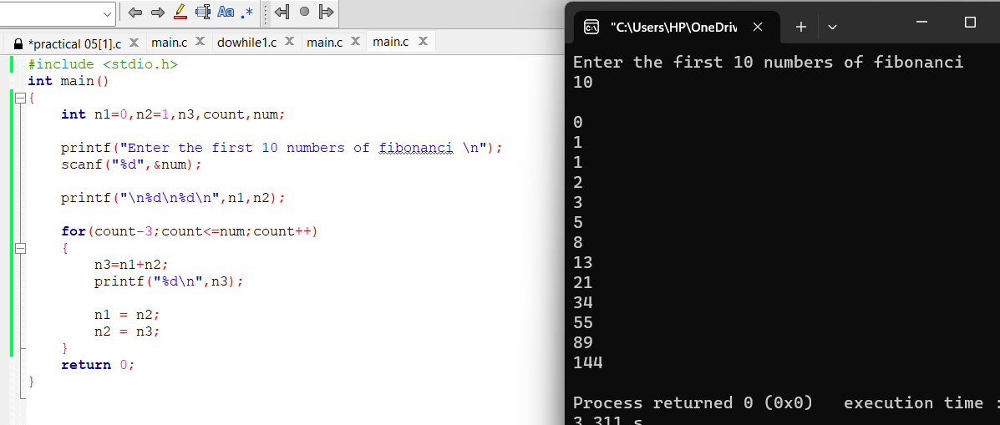 Aa .*
*practical 05[1].c X main.c X dowhile1.c X main.c X main.c X
#include <stdio.h>
int main()
{
int n1=0,n2=1,n3,count,num;
printf("Enter the first 10 numbers of fibonanci \n");
scanf("%d",&num);
printf("\n%d\n%d\n",n1,n2);
for(count-3;count<=num;count++)
{
n3=n1+n2;
printf("%d\n",n3);
n1 = n2;
n2 = n3;
}
return 0;
}
C:\ "C:\Users\HP\OneDriv
Enter the first 10 numbers of fibonanci
10
0
1
1
2
3
5
8
13
21
34
55
89
144
Process returned 0 (0x0) execution time :
3.311 s